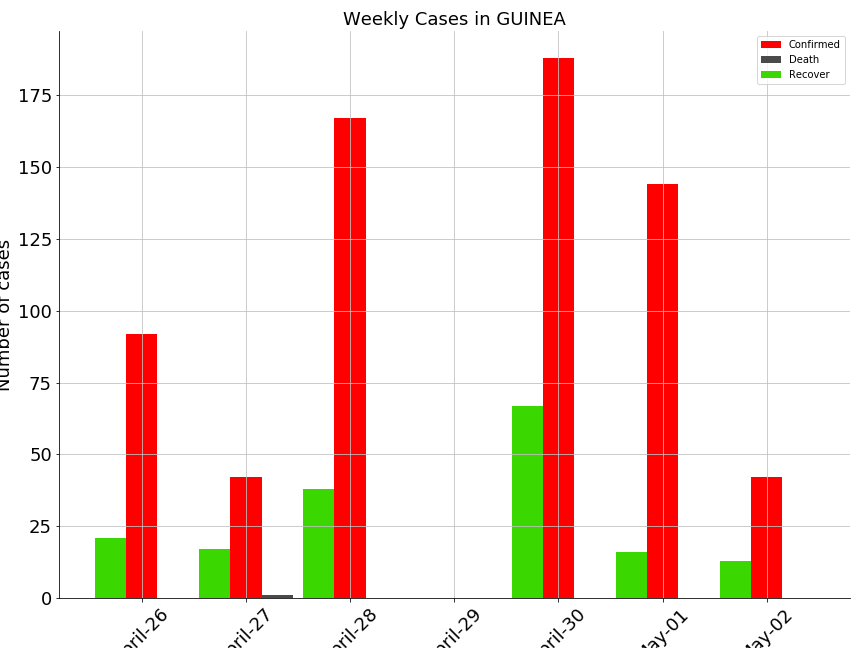 Weekly Cases in GUINEA
Confirmed
Death
Recover
175
150
125
100
75
50
25
0
Number of cases
pril-26
pril-27
pril-28
pril-29
pril-30
May-01
May-02